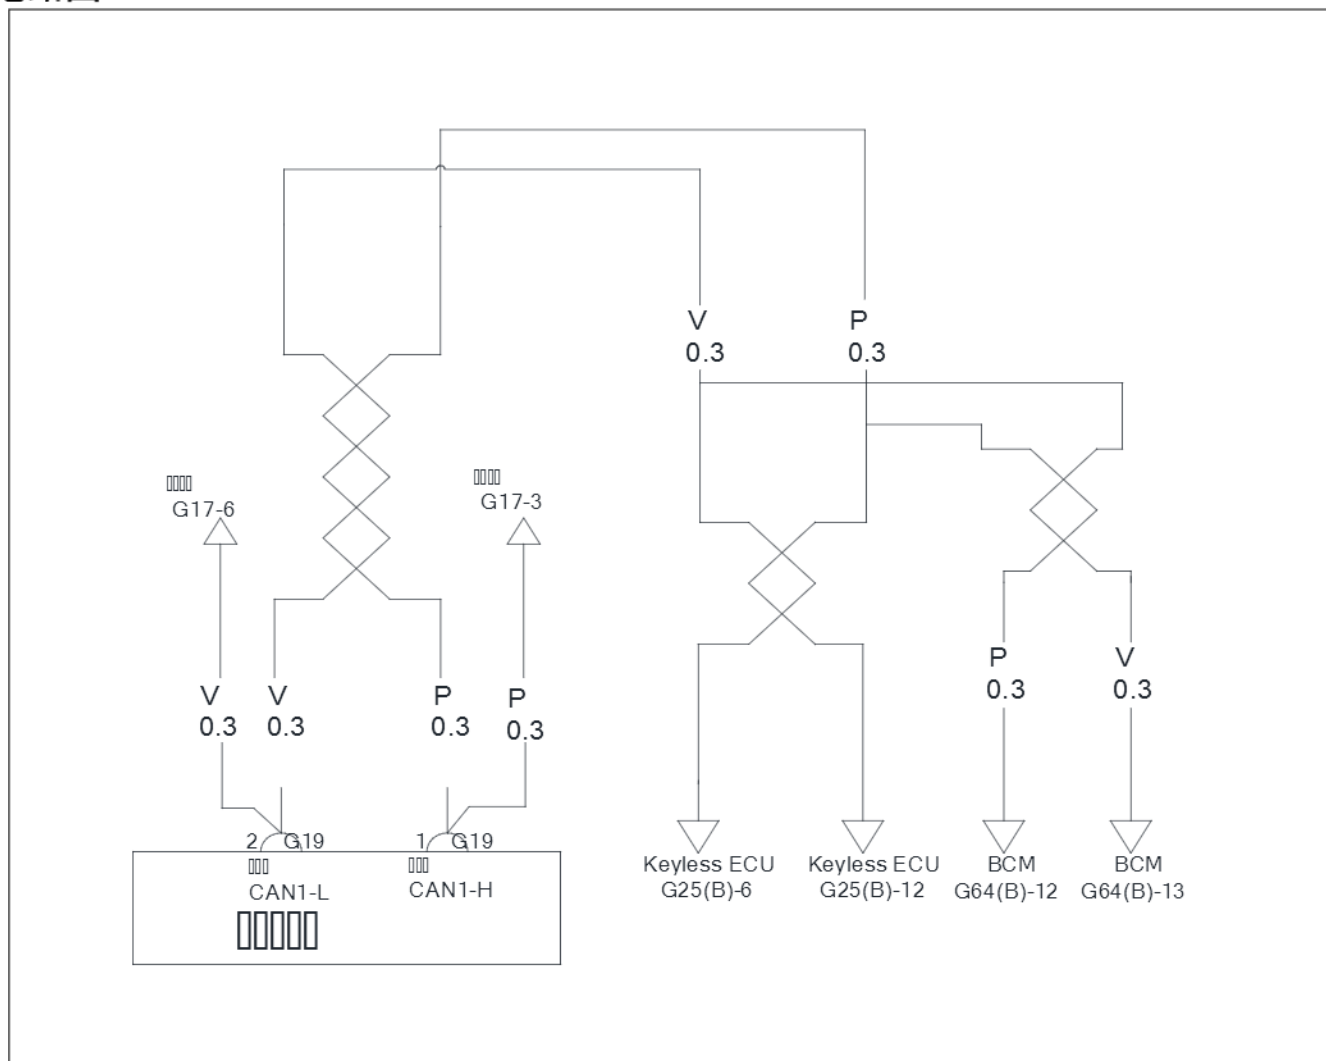 V
0.3
P
0.3
G17-6
G17-3
V
0.3
V
0.3
P
0.3
P
0.3
P
0.3
V
0.3
2 G19
1 G19
CAN1-L
CAN1-H
Keyless ECU
G25(B)-6
Keyless ECU
G25(B)-12
BCM
G64(B)-12
BCM
G64(B)-13